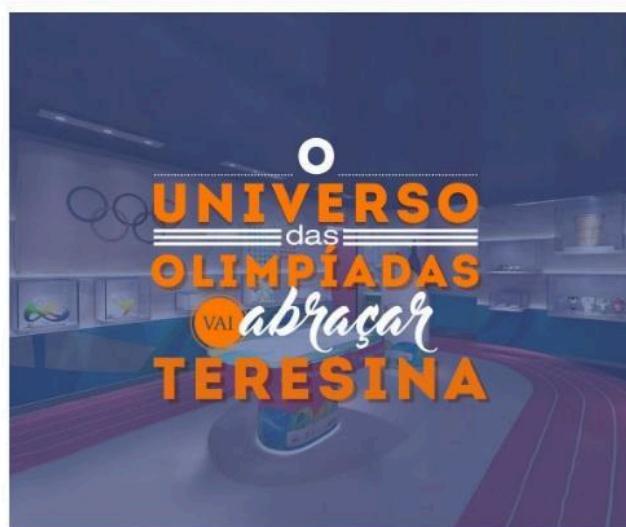 O
UNIVERSO
das
OLIMPÍADAS
VAI abraçar
TERESINA